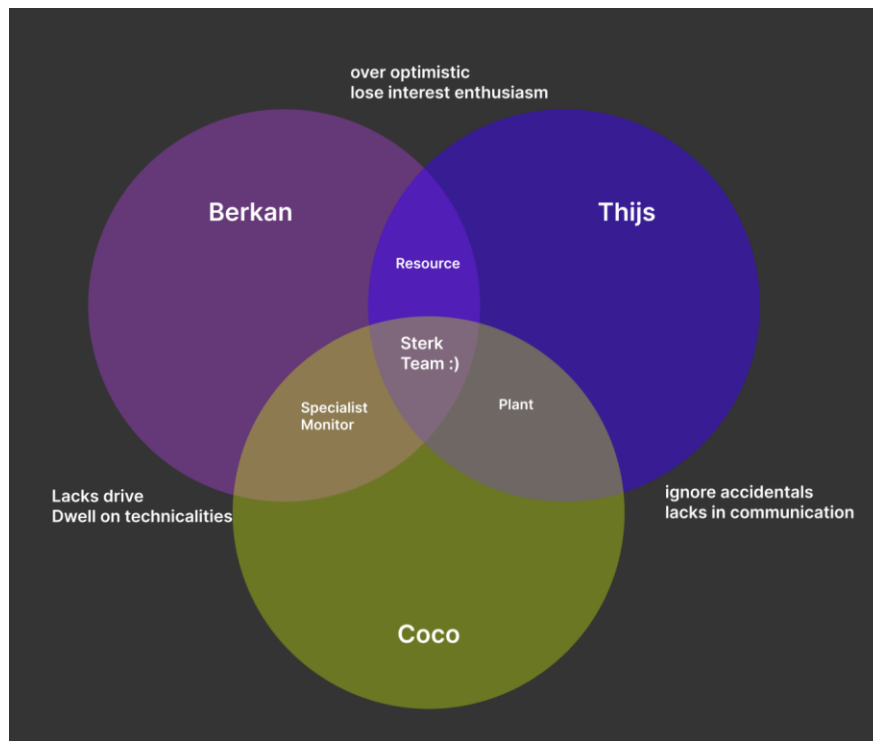 over optimistic
lose interest enthusiasm
Berkan
Thijs
Resource
Sterk
Team :)
Specialist
Monitor
Plant
Lacks drive
Dwell on technicalities
ignore accidentals
lacks in communication
Coco